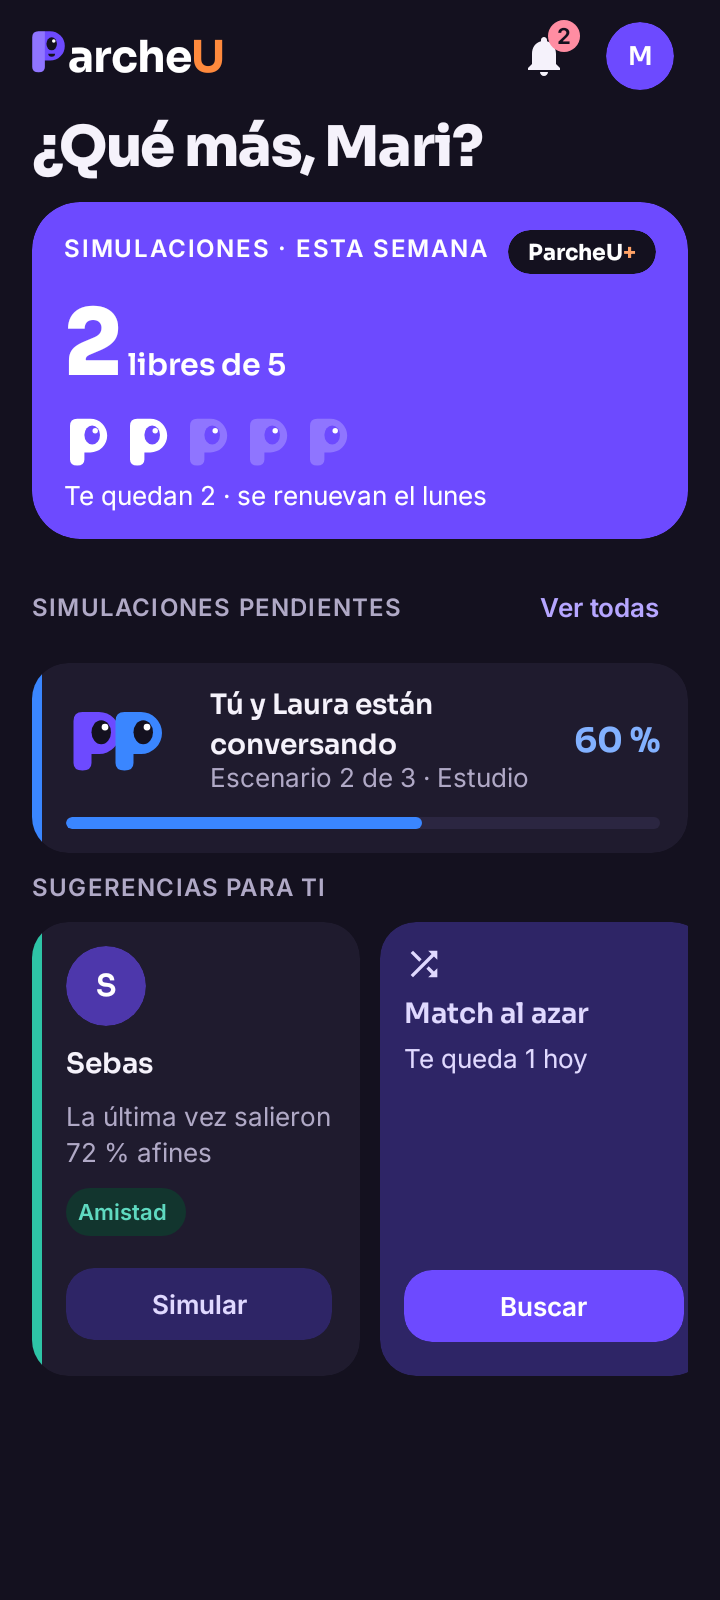 ParcheU
2
M
¿Qué más, Mari?
SIMULACIONES · ESTA SEMANA
ParcheU+
2 libres de 5
Te quedan 2 · se renuevan el lunes
SIMULACIONES PENDIENTES
Ver todas
Tú y Laura están
conversando
60 %
Escenario 2 de 3 · Estudio
SUGERENCIAS PARA TI
S
Sebas
La última vez salieron
72 % afines
Amistad
Simular
Match al azar
Te queda 1 hoy
Buscar